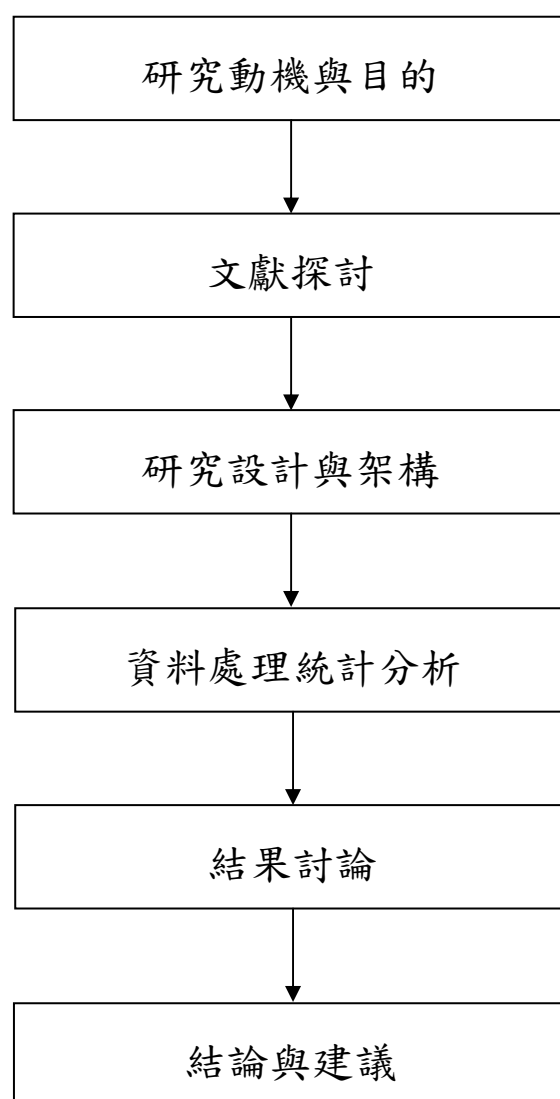 研究動機與目的
文獻探討
研究設計與架構
資料處理統計分析
結果討論
結論與建議